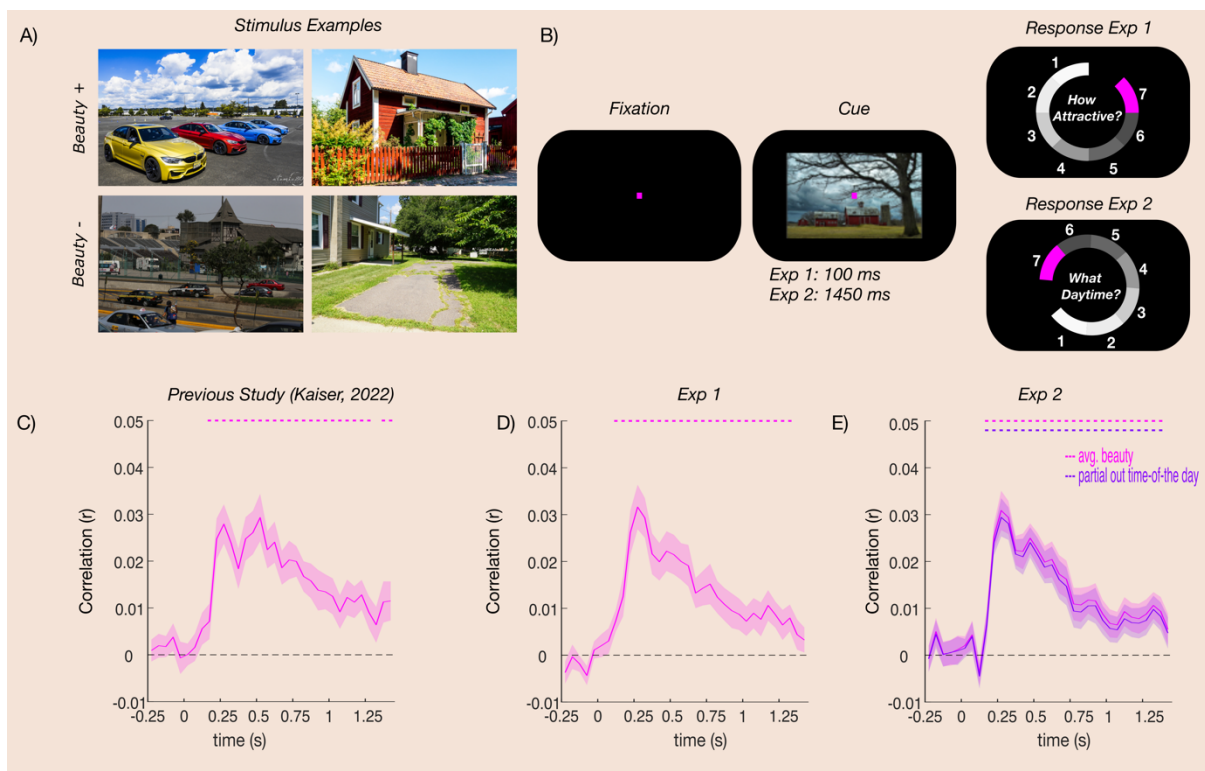 A)
Stimulus Examples
Beauty +
Beauty -
B)
Fixation
Cue
Exp 1: 100 ms
Exp 2: 1450 ms
Response Exp 1
1
2
3
4
5
6
7
How
Attractive?
Response Exp 2
6
5
7
4
What
Daytime?
3
1
2
C)
Previous Study (Kaiser, 2022)
0.05
0.04
0.03
0.02
0.01
0
-0.01
Correlation (r)
-0.25 0 0.25 0.5 0.75 1 1.25
time (s)
D)
Exp 1
0.05
0.04
0.03
0.02
0.01
0
-0.01
Correlation (r)
-0.25 0 0.25 0.5 0.75 1 1.25
time (s)
E)
Exp 2
--- avg. beauty
--- partial out time-of-the day
0.05
0.04
0.03
0.02
0.01
0
-0.01
Correlation (r)
-0.25 0 0.25 0.5 0.75 1 1.25
time (s)